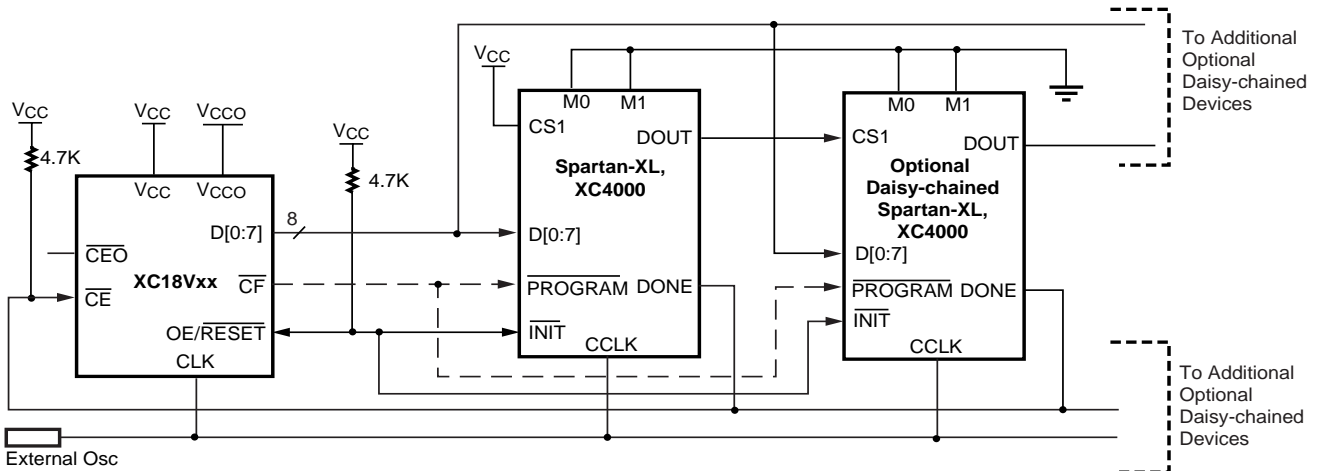 To Additional
Optional
Daisy-chained
Devices
VCC
M0 M1
CS1
DOUT
Spartan-XL,
XC4000
D[0:7]
PROGRAM DONE
INIT
CCLK
M0 M1
CS1
DOUT
Optional
Daisy-chained
Spartan-XL,
XC4000
D[0:7]
PROGRAM DONE
INIT
CCLK
VCC
4.7K
VCC VCCO
VCC VCCO
VCC
4.7K
D[0:7]
8
CEO
XC18Vxx
CF
CE
OE/RESET
CLK
External Osc
To Additional
Optional
Daisy-chained
Devices